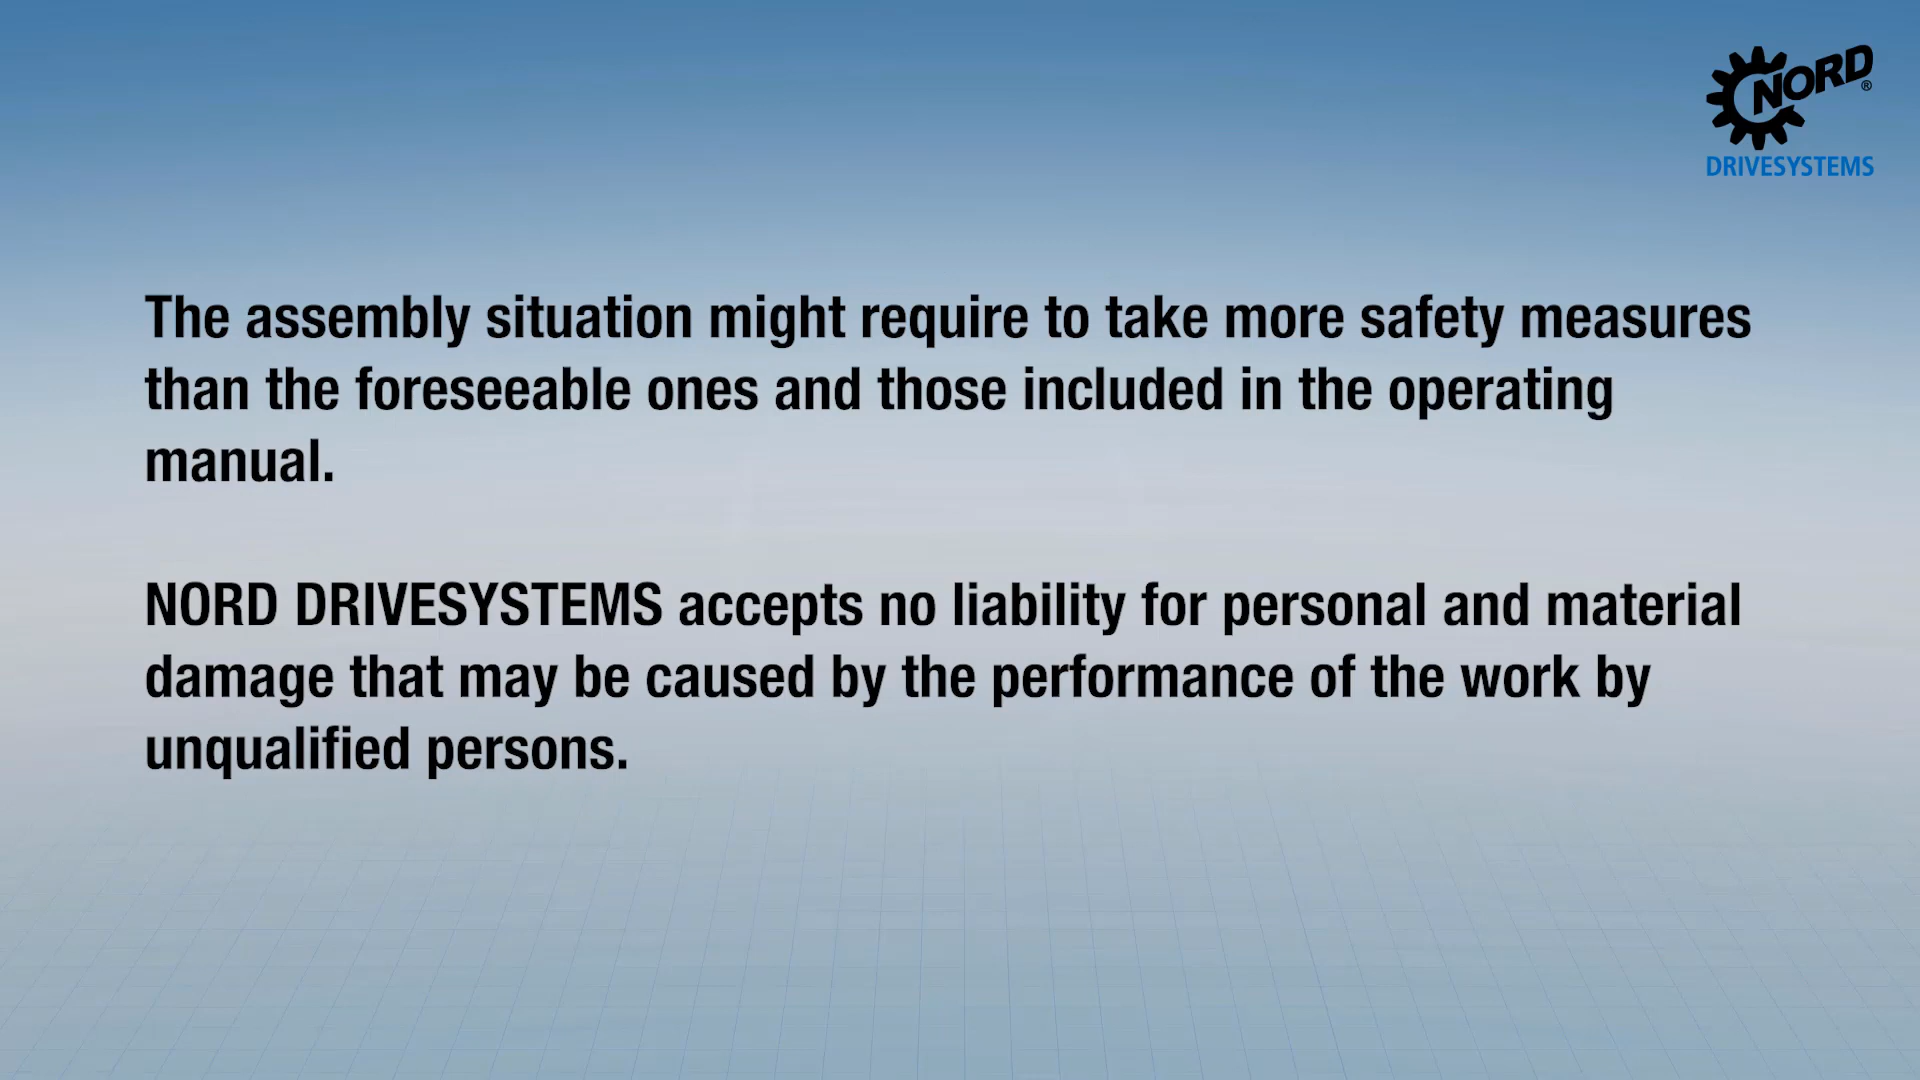 NORD®
DRIVESYSTEMS
The assembly situation might require to take more safety measures
than the foreseeable ones and those included in the operating
manual.
NORD DRIVESYSTEMS accepts no liability for personal and material
damage that may be caused by the performance of the work by
unqualified persons.